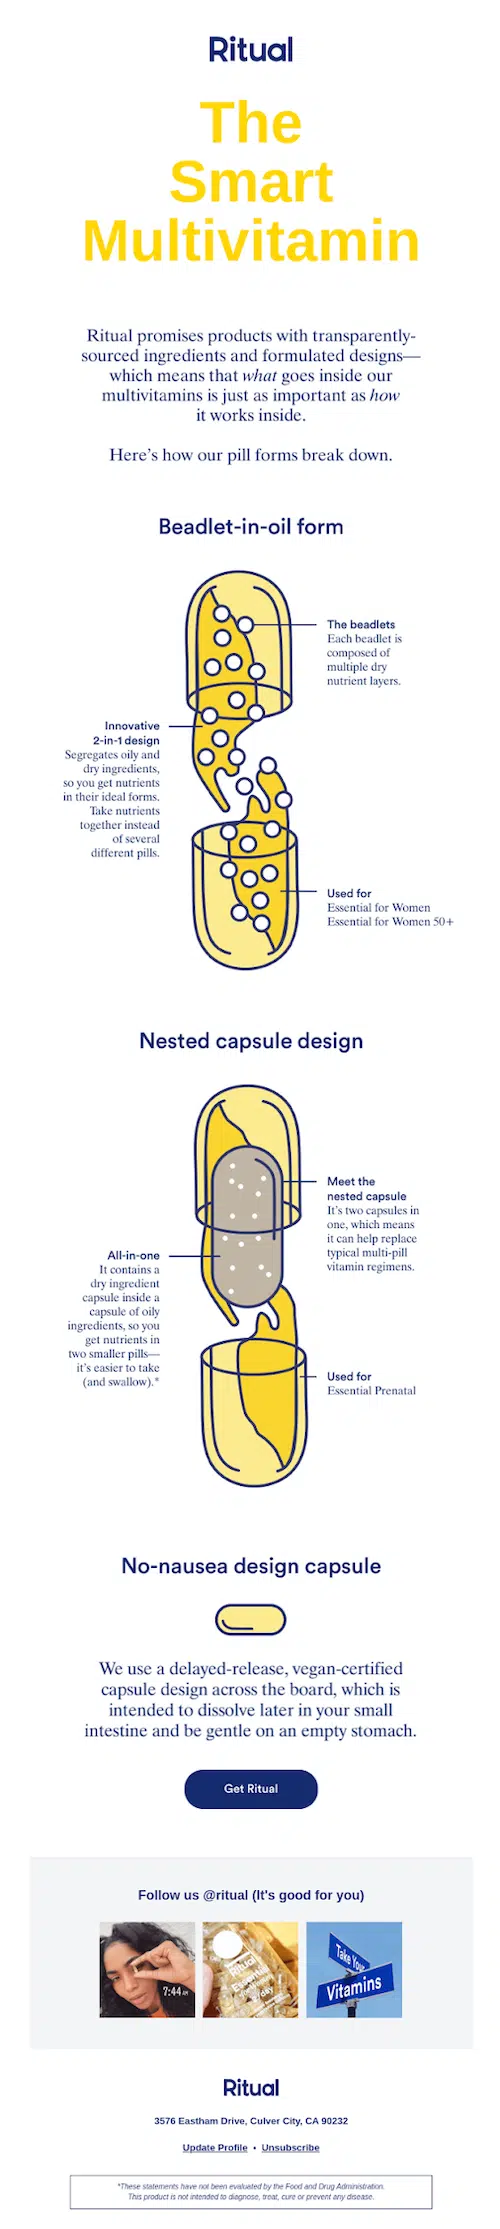 Ritual
The
Smart
Multivitamin
Ritual promises products with transparently-
sourced ingredients and formulated designs—
which means that what goes inside our
multivitamins is just as important as how
it works inside.
Here’s how our pill forms break down.
Beadlet-in-oil form
The beadlets
Each beadlet is
composed of
multiple dry
nutrient layers.
Innovative
2-in-1 design
Segregates oily and
dry ingredients,
so you get nutrients
in their ideal forms.
Take nutrients
together instead
of several
different pills.
Used for
Essential for Women
Essential for Women 50+
Nested capsule design
Meet the
nested capsule
It’s two capsules in
one, which means
it can help replace
typical multi-pill
vitamin regimens.
All-in-one
It contains a
dry ingredient
capsule inside a
capsule of oily
ingredients, so you
get nutrients in
two smaller pills—
it’s easier to take
(and swallow).*
Used for
Essential Prenatal
No-nausea design capsule
We use a delayed-release, vegan-certified
capsule design across the board, which is
intended to dissolve later in your small
intestine and be gentle on an empty stomach.
Get Ritual
Follow us @ritual (It's good for you)
7:44 AM
Ritual
Take Your
Vitamins
Ritual
3576 Eastham Drive, Culver City, CA 90232
Update Profile • Unsubscribe
*These statements have not been evaluated by the Food and Drug Administration.
This product is not intended to diagnose, treat, cure or prevent any disease.